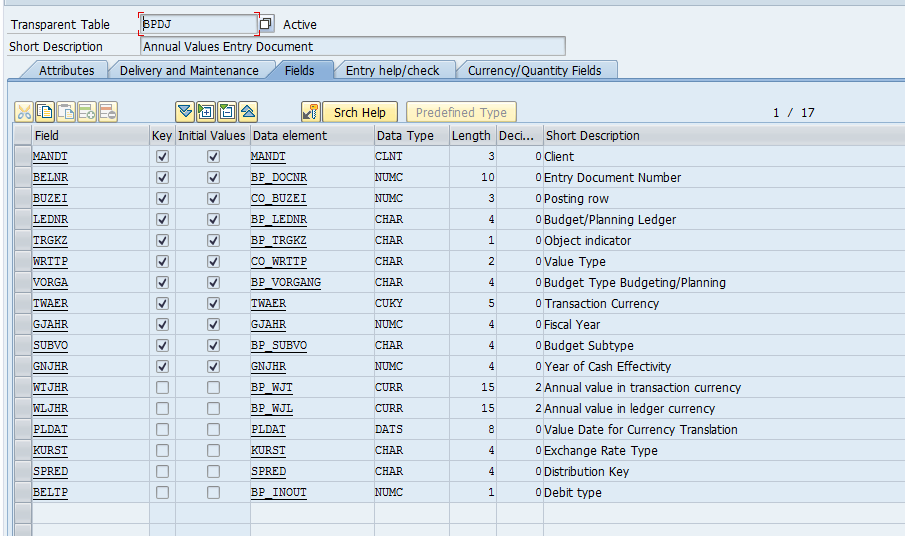 Transparent Table BPDJ Active
Short Description Annual Values Entry Document
Attributes Delivery and Maintenance Fields Entry help/check Currency/Quantity Fields
Srch Help Predefined Type 1 / 17
Field Key Initial Values Data element Data Type Length Deci... Short Description
MANDT MANDT CLNT 3 0 Client
BELNR BP_DOCNR NUMC 10 0 Entry Document Number
BUZEI CO_BUZEI NUMC 3 0 Posting row
LEDNR BP_LEDNR CHAR 4 0 Budget/Planning Ledger
TRGKZ BP_TRGKZ CHAR 1 0 Object indicator
WRTTP CO_WRTTP CHAR 2 0 Value Type
VORGA BP_VORGANG CHAR 4 0 Budget Type Budgeting/Planning
TWAER TWAER CUKY 5 0 Transaction Currency
GJAHR GJAHR NUMC 4 0 Fiscal Year
SUBVO BP_SUBVO CHAR 4 0 Budget Subtype
GNJHR GNJHR NUMC 4 0 Year of Cash Effectivity
WTJHR BP_WJT CURR 15 2 Annual value in transaction currency
WLJHR BP_WJL CURR 15 2 Annual value in ledger currency
PLDAT PLDAT DATS 8 0 Value Date for Currency Translation
KURST KURST CHAR 4 0 Exchange Rate Type
SPRED SPRED CHAR 4 0 Distribution Key
BELTP BP_INOUT NUMC 1 0 Debit type